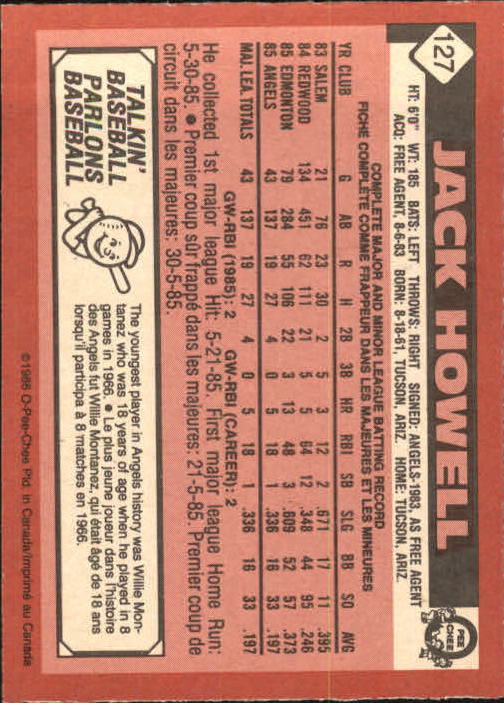 127
JACK HOWELL
O PEE CHEE
HT: 6'0" WT: 185 BATS: LEFT THROWS: RIGHT SIGNED: ANGELS-1983, AS FREE AGENT
ACQ: FREE AGENT, 8-6-83 BORN: 8-18-61, TUCSON, ARIZ. HOME: TUCSON, ARIZ.
COMPLETE MAJOR AND MINOR LEAGUE BATTING RECORD
FICHE COMPLÈTE COMME FRAPPEUR DANS LES MAJEURES ET LES MINEURES
YR CLUB G AB R H 2B 3B HR RBI SB SLG BB SO AVG
83 SALEM 21 76 23 30 2 5 3 12 2 .671 17 11 .395
84 REDWOOD 134 451 62 111 21 5 5 64 12 .348 44 95 .246
85 EDMONTON 79 284 55 106 22 3 13 48 3 .609 52 57 .373
85 ANGELS 43 137 19 27 4 0 5 18 1 .336 16 33 .197
MAJ. LEA. TOTALS 43 137 19 27 4 0 5 18 1 .336 16 33 .197
GW-RBI (1985): 2 GW-RBI (CAREER): 2
He collected 1st major league Hit: 5-21-85. First major league Home Run:
5-30-85. ● Premier coup sûr frappé dans les majeures: 21-5-85. Premier coup de
circuit dans les majeures: 30-5-85.
TALKIN'
BASEBALL
PARLONS
BASEBALL
The youngest player in Angels history was Willie Mon-
tanez who was 18 years of age when he played in 8
games in 1966. ● Le plus jeune joueur dans l'histoire
des Angels fut Willie Montanez, qui était âgé de 18 ans
lorsqu'il participa à 8 matches en 1966.
©1986 O-Pee-Chee Ptd. in Canada/Imprimé au Canada